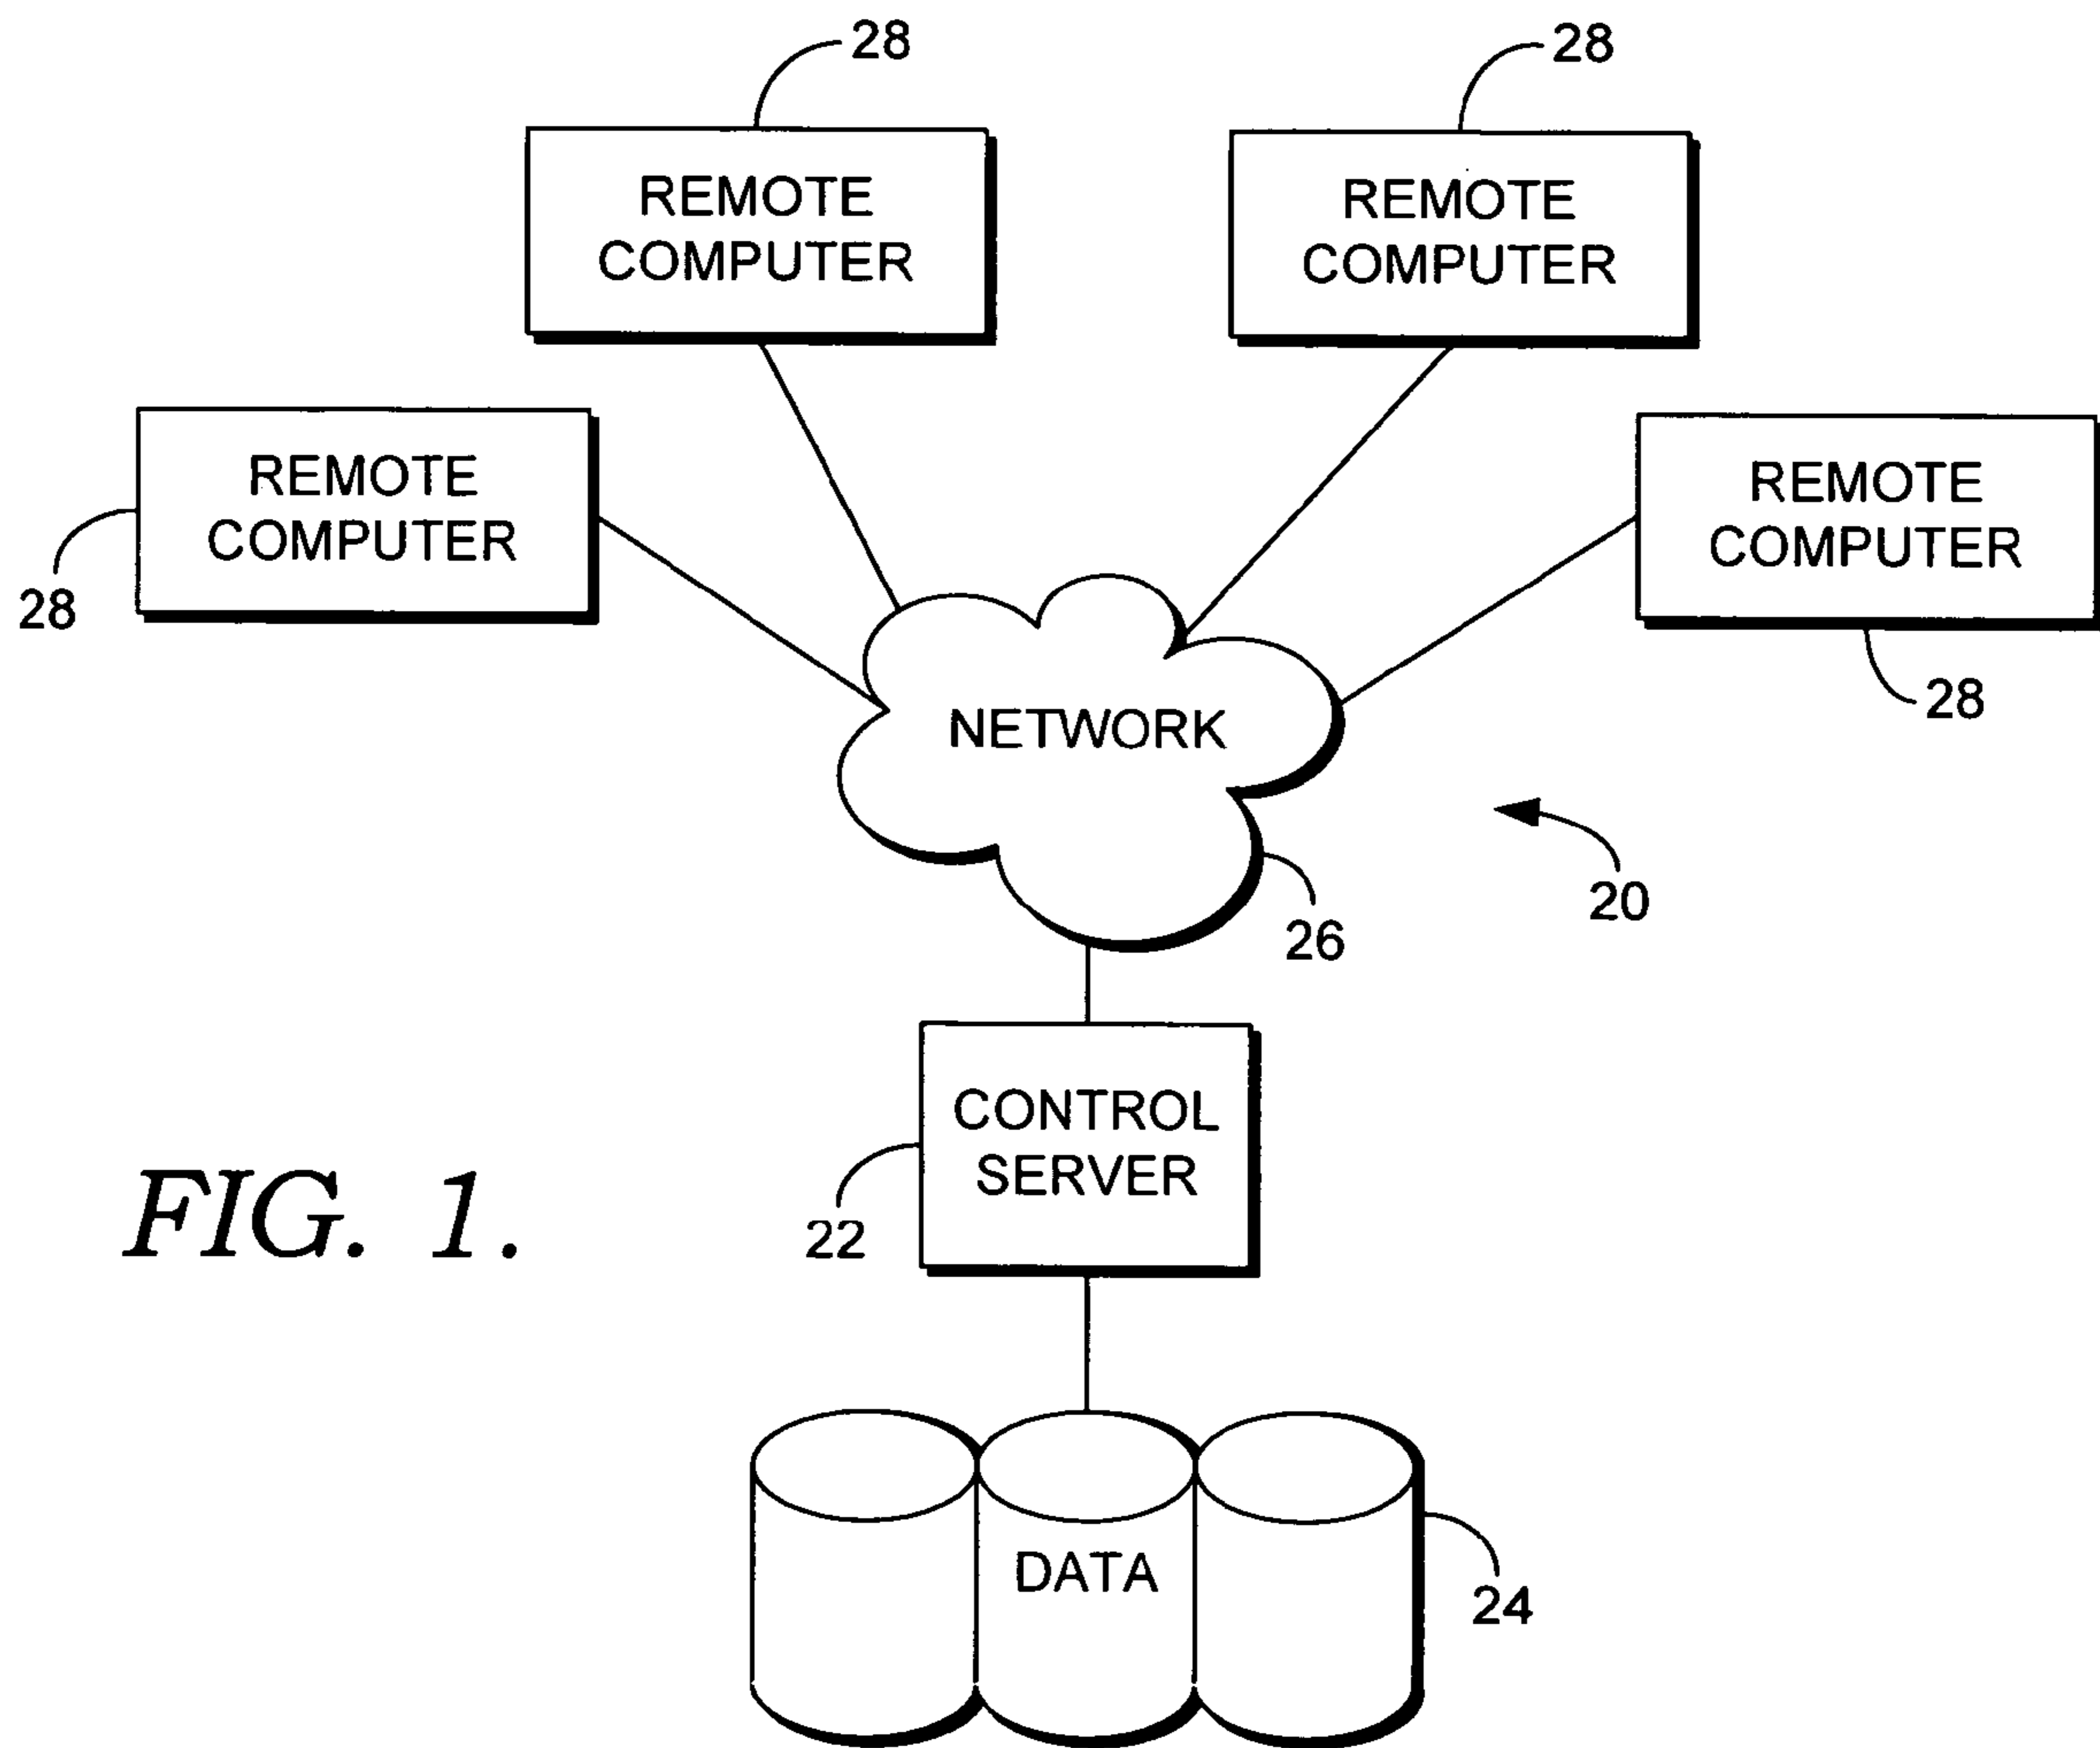 28
28
REMOTE
COMPUTER
REMOTE
COMPUTER
REMOTE
COMPUTER
28
REMOTE
COMPUTER
28
NETWORK
20
26
CONTROL
SERVER
22
FIG. 1.
DATA
24